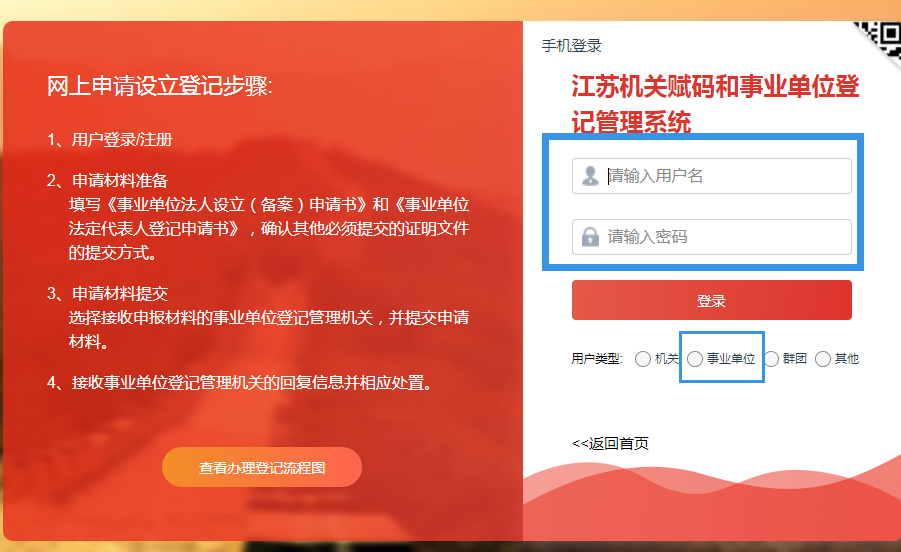 网上申请设立登记步骤:
1、用户登录/注册
2、申请材料准备
填写《事业单位法人设立（备案）申请书》和《事业单位
法定代表人登记申请书》，确认其他必须提交的证明文件
的提交方式。
3、申请材料提交
选择接收申报材料的事业单位登记管理机关，并提交申请
材料。
4、接收事业单位登记管理机关的回复信息并相应处置。
查看办理登记流程图
手机登录
江苏机关赋码和事业单位登
记管理系统
请输入用户名
请输入密码
登录
用户类型: 机关 事业单位 群团 其他
<<返回首页